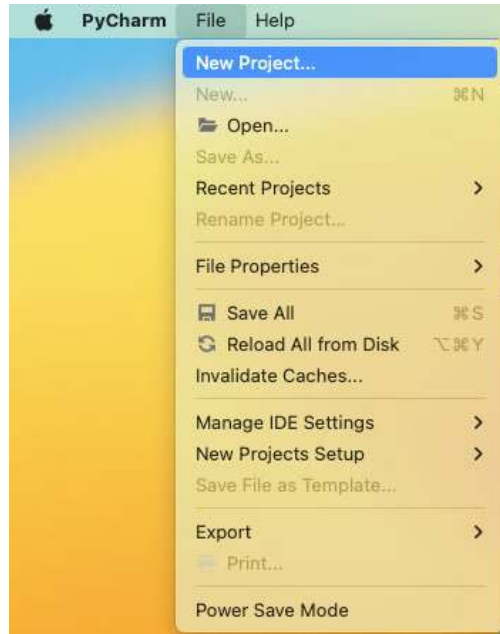 PyCharm File Help
New Project...
New... ⌘N
Open...
Save As...
Recent Projects
Rename Project...
File Properties
Save All ⌘S
Reload All from Disk ⌥⌘Y
Invalidate Caches...
Manage IDE Settings
New Projects Setup
Save File as Template...
Export
Print...
Power Save Mode